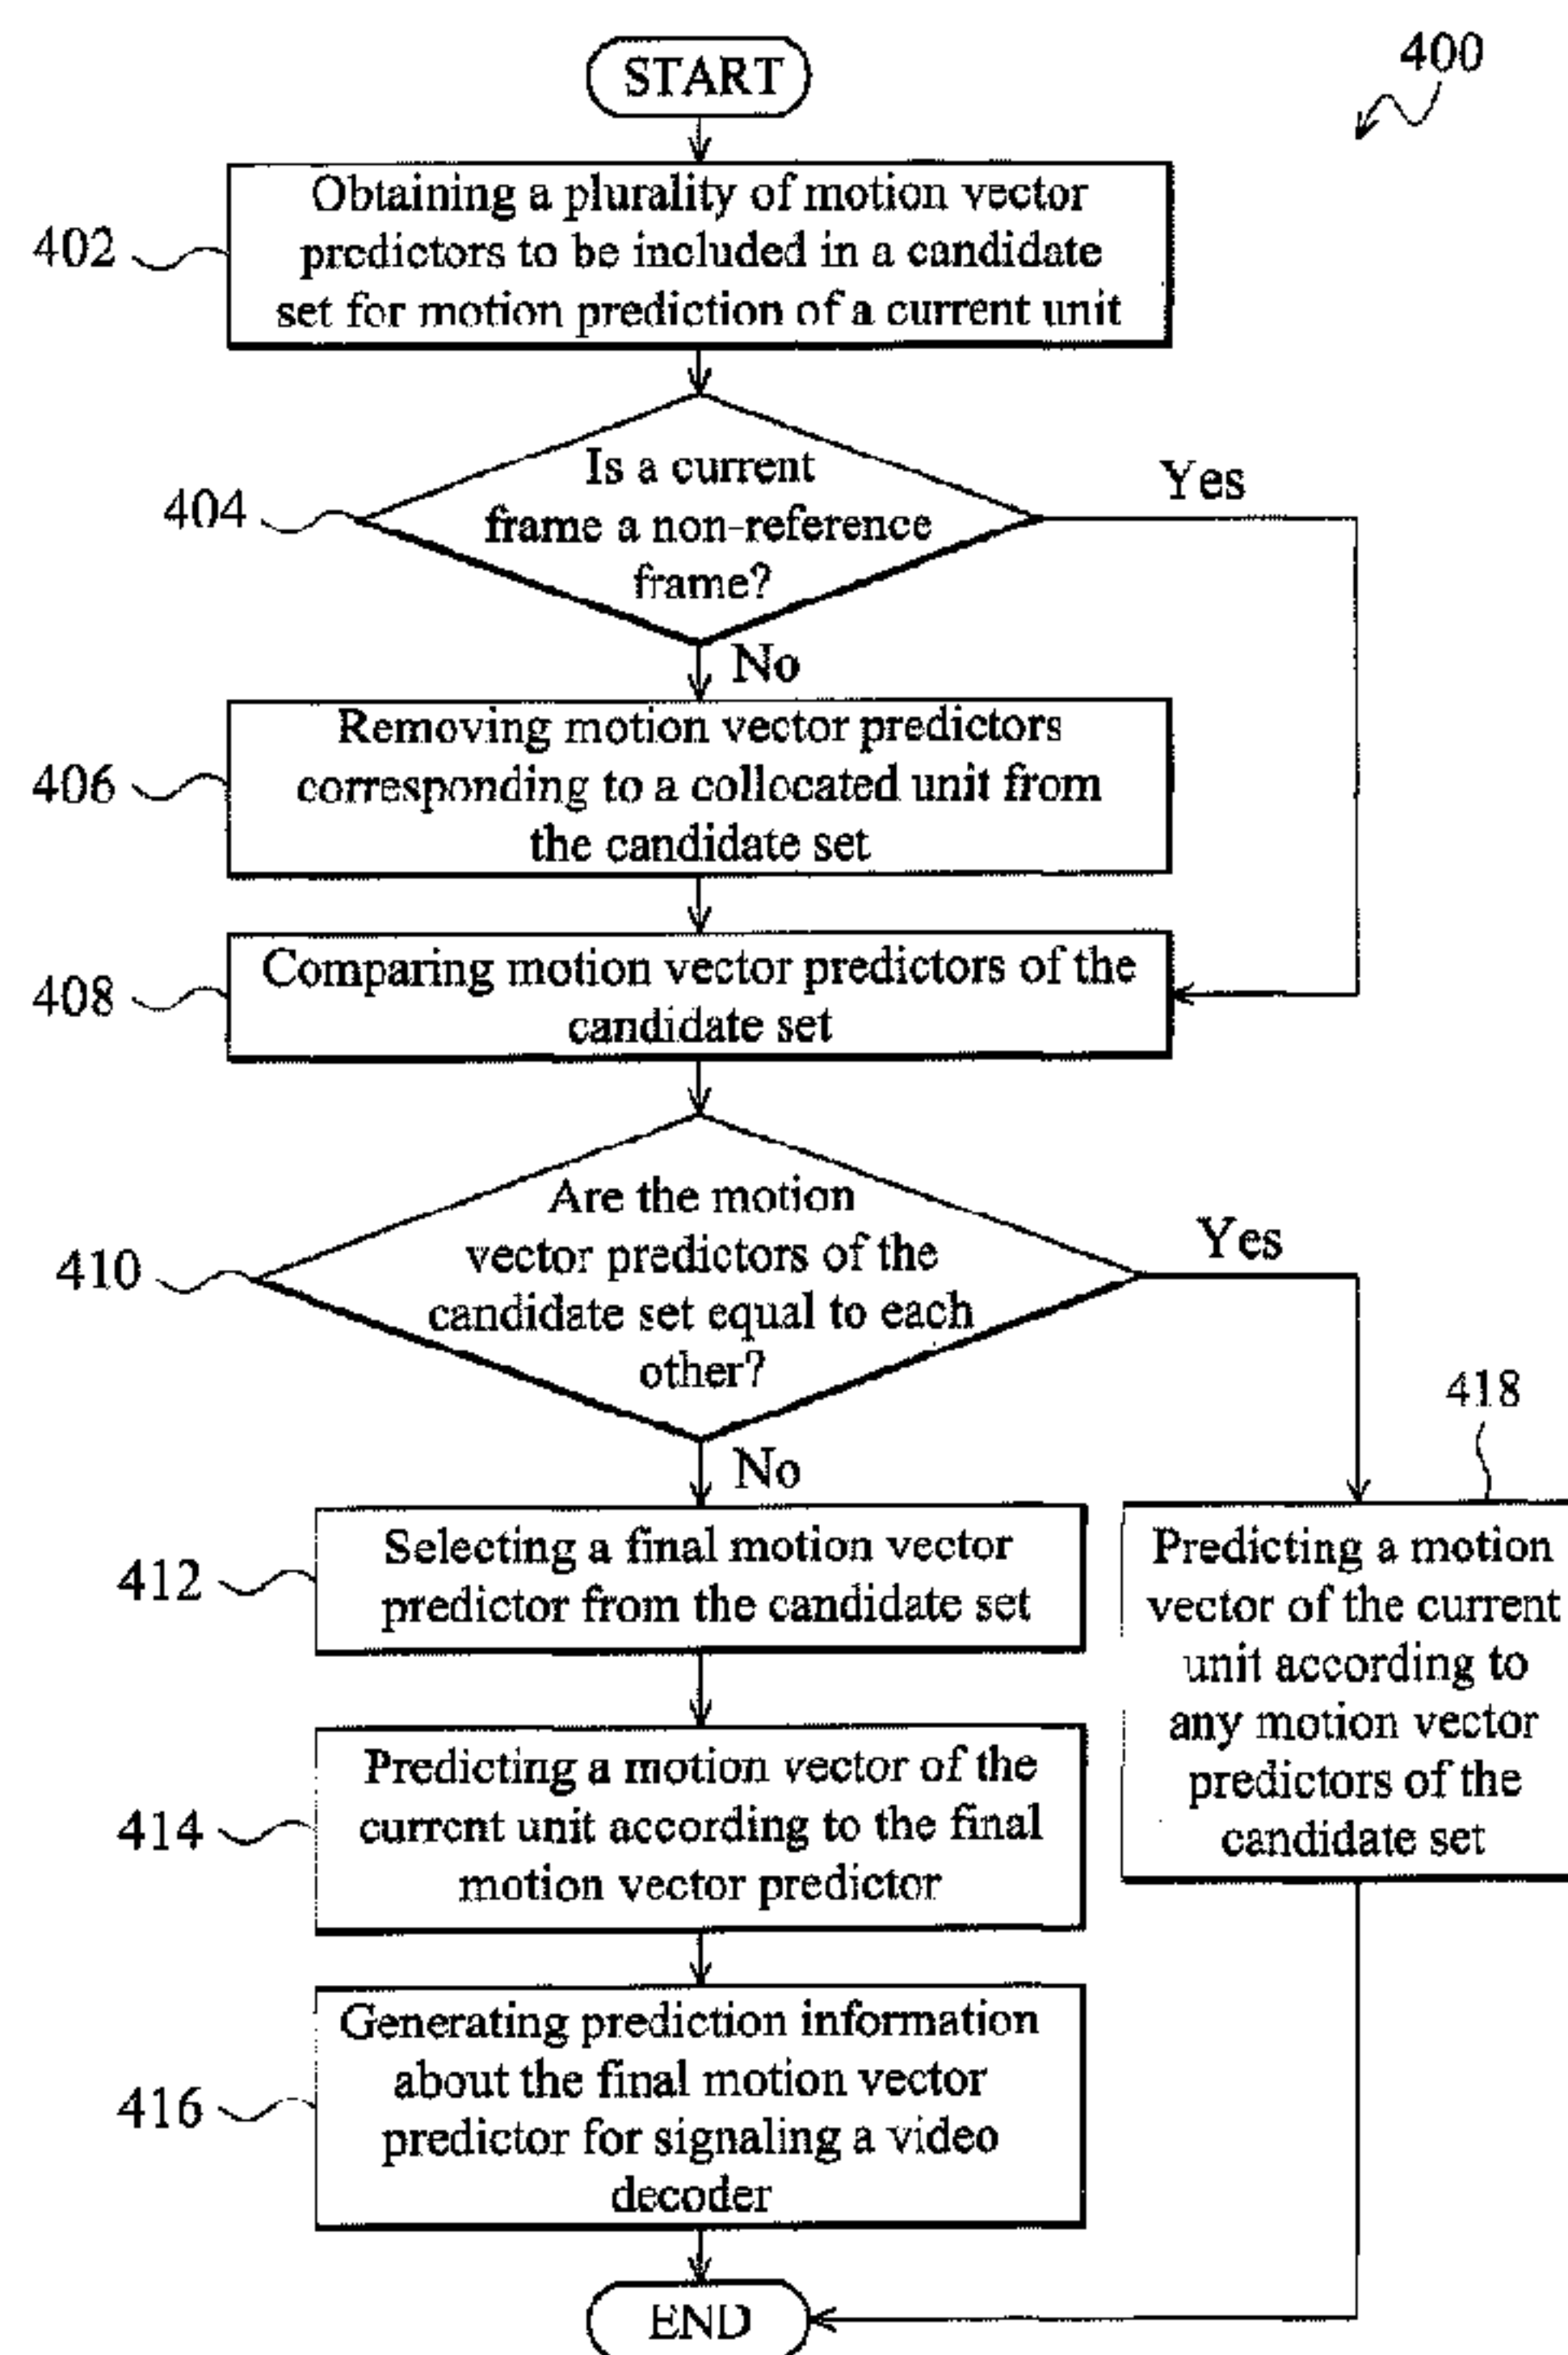 START
400
402
Obtaining a plurality of motion vector
predictors to be included in a candidate
set for motion prediction of a current unit
404
Is a current
frame a non-reference
frame?
Yes
No
406
Removing motion vector predictors
corresponding to a collocated unit from
the candidate set
408
Comparing motion vector predictors of the
candidate set
410
Are the motion
vector predictors of the
candidate set equal to each
other?
Yes
No
412
Selecting a final motion vector
predictor from the candidate set
418
Predicting a motion
vector of the current
unit according to
any motion vector
predictors of the
candidate set
414
Predicting a motion vector of the
current unit according to the final
motion vector predictor
416
Generating prediction information
about the final motion vector
predictor for signaling a video
decoder
END